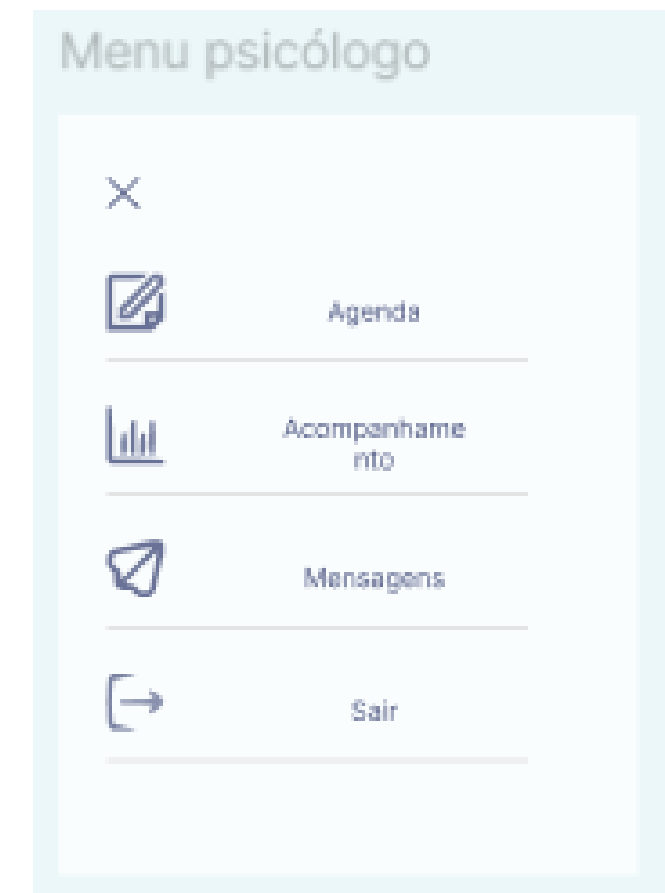 Menu psicólogo
Agenda
Acompanhame
nto
Mensagens
Sair